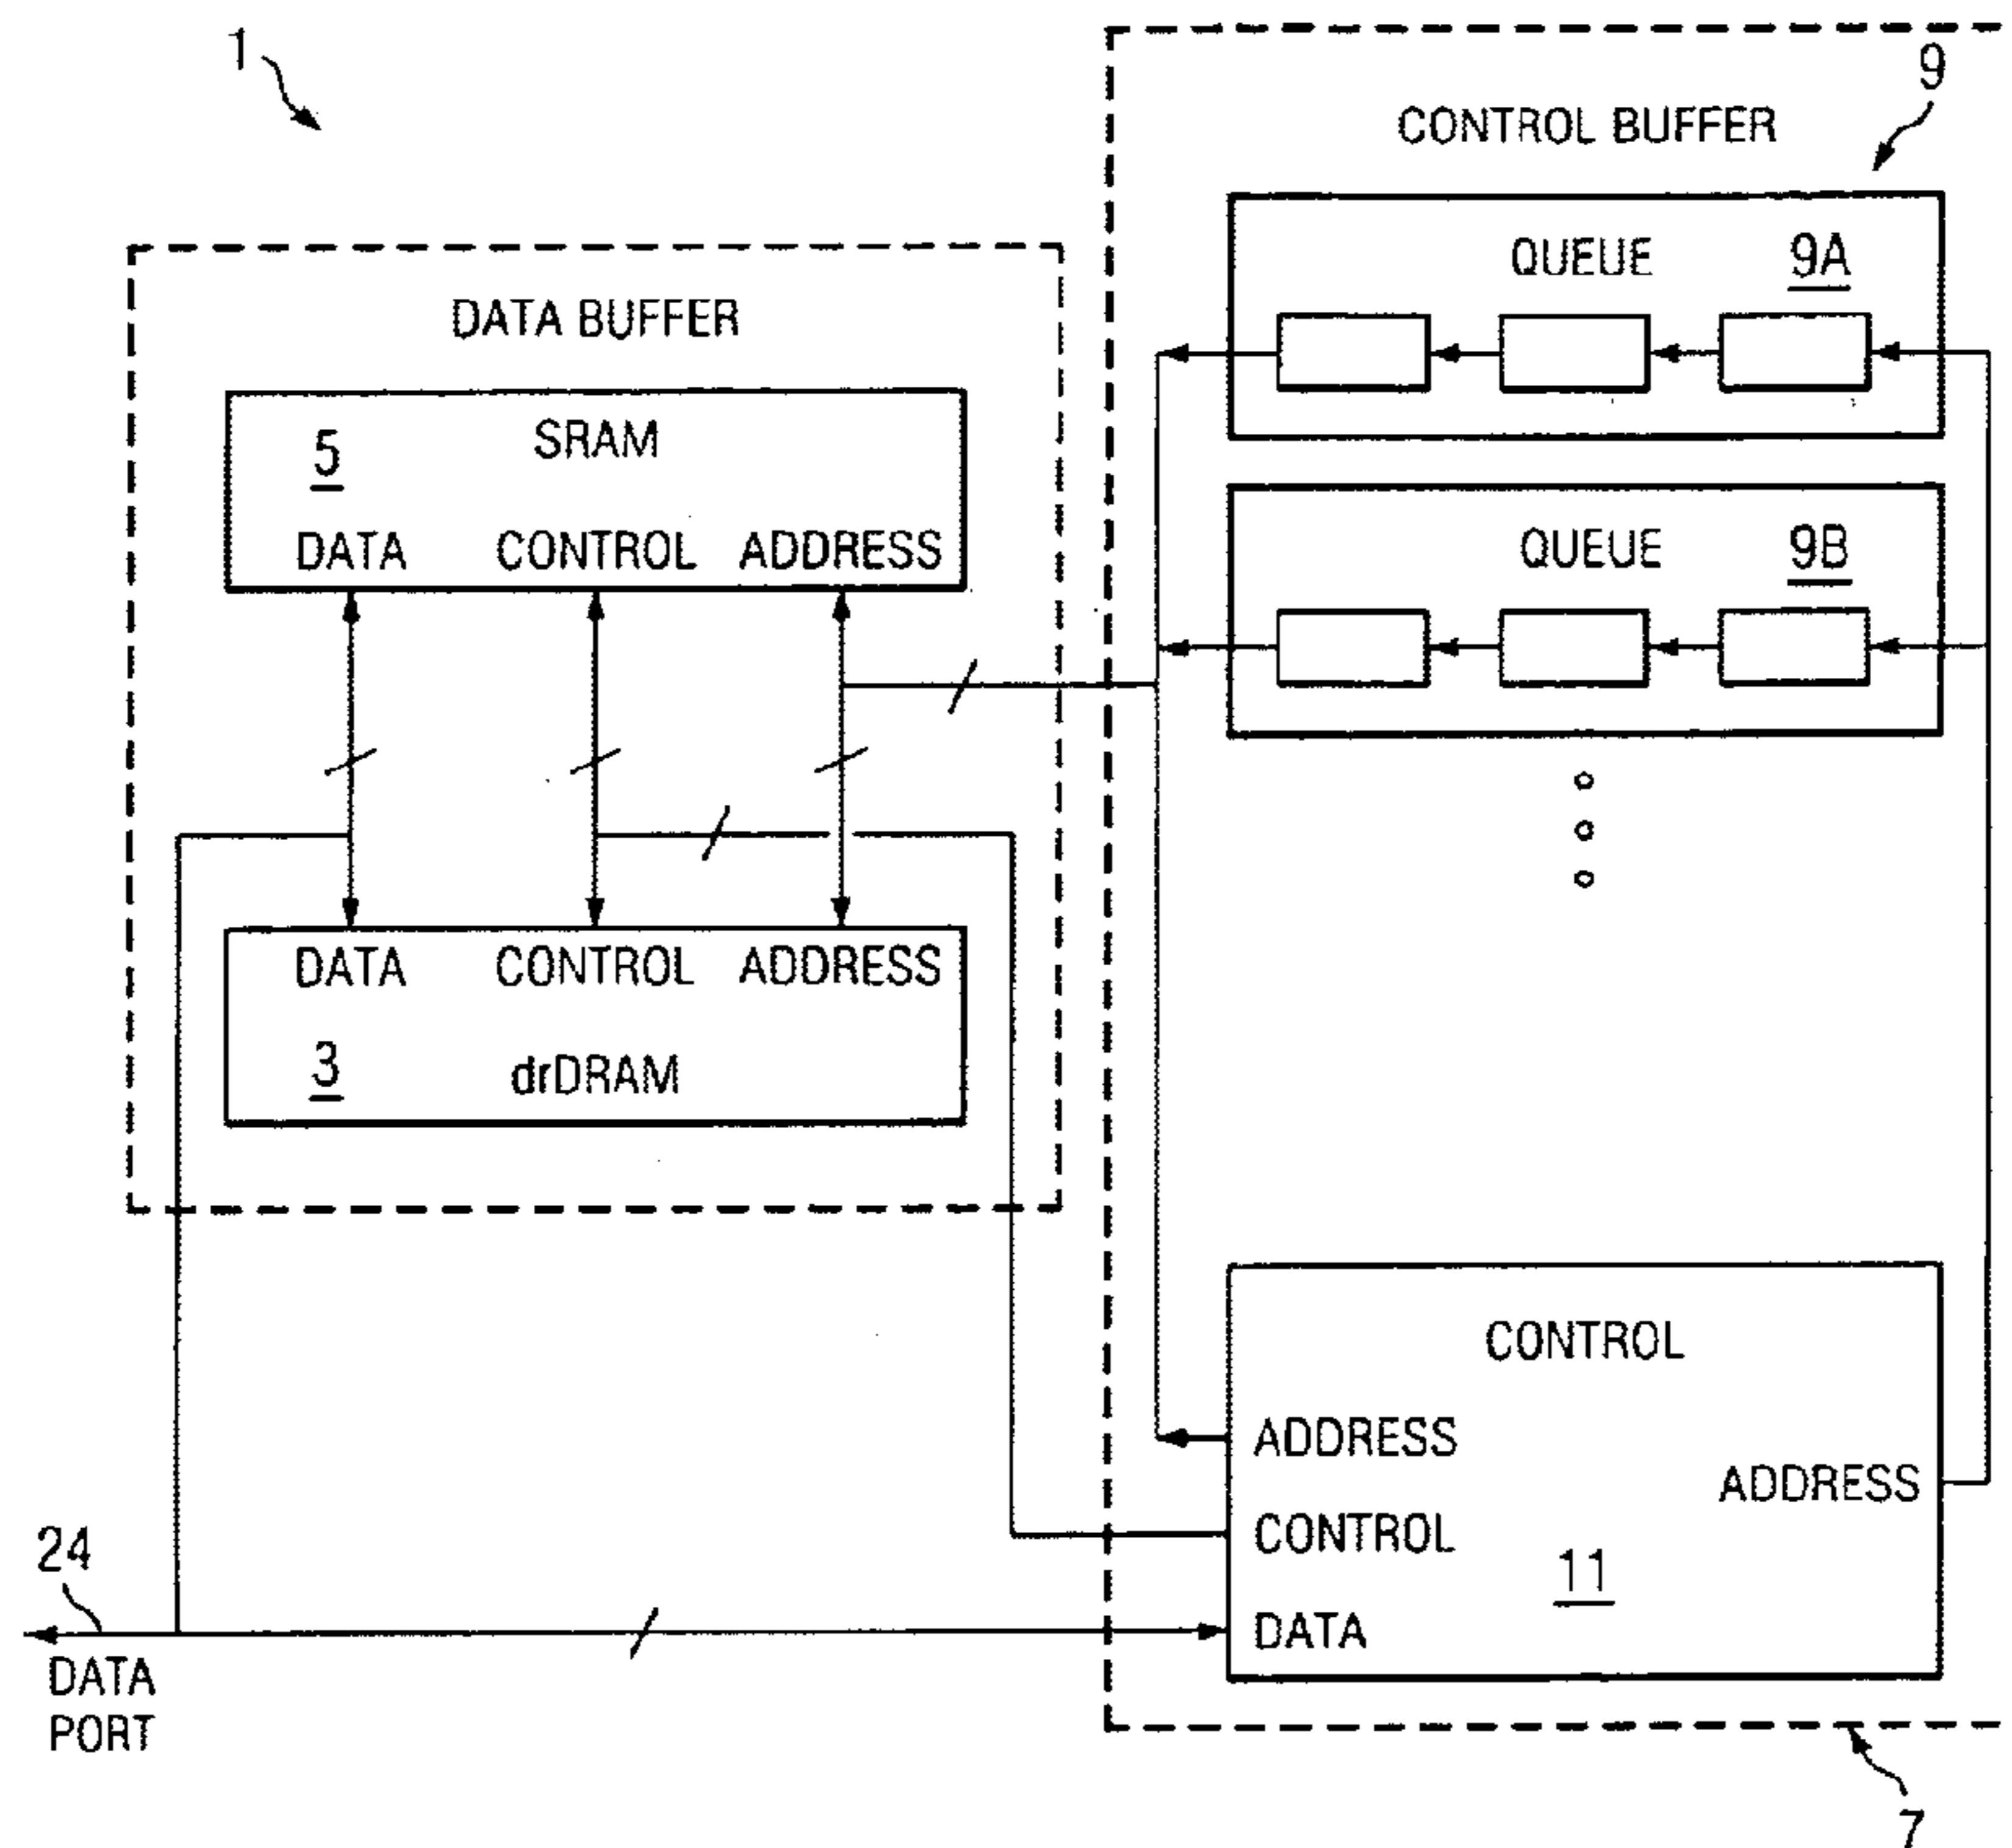 1
9
CONTROL BUFFER
QUEUE 9A
DATA BUFFER
5 SRAM
DATA CONTROL ADDRESS
QUEUE 9B
DATA CONTROL ADDRESS
3 drDRAM
CONTROL
ADDRESS
ADDRESS
CONTROL
11
DATA
24
DATA
PORT
7